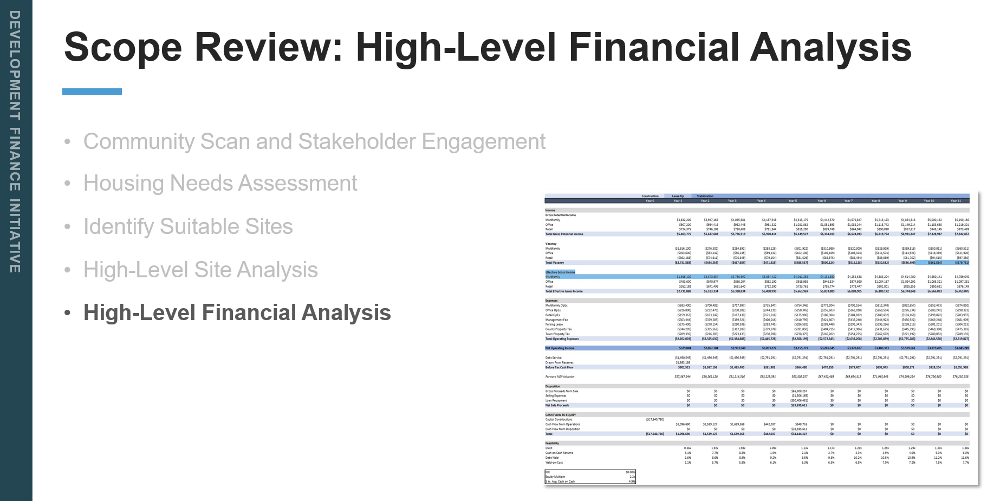 DEVELOPMENT FINANCE INITIATIVE
Scope Review: High-Level Financial Analysis
• Community Scan and Stakeholder Engagement
• Housing Needs Assessment
• Identify Suitable Sites
• High-Level Site Analysis
• High-Level Financial Analysis
Construction Lease Up Stabilization
Year 0 Year 1 Year 2 Year 3 Year 4 Year 5 Year 6 Year 7 Year 8 Year 9 Year 10 Year 11
Income
Gross Potential Income
Multifamily $3,832,200 $3,947,166 $4,065,581 $4,187,548 $4,313,175 $4,442,570 $4,575,847 $4,713,123 $4,854,516 $5,000,152 $5,150,156
Office $907,200 $934,416 $962,448 $991,322 $1,021,062 $1,051,693 $1,083,244 $1,115,742 $1,149,214 $1,183,690 $1,219,201
Retail $724,375 $746,106 $768,489 $791,544 $815,290 $839,749 $864,942 $890,890 $917,617 $945,145 $973,499
Total Gross Potential Income $5,463,775 $5,627,688 $5,796,519 $5,970,414 $6,149,527 $6,334,013 $6,524,033 $6,719,754 $6,921,347 $7,128,987 $7,342,857
Vacancy
Multifamily ($1,916,100) ($276,302) ($284,591) ($293,128) ($301,922) ($310,980) ($320,309) ($329,919) ($339,816) ($350,011) ($360,511)
Office ($453,600) ($93,442) ($96,245) ($99,132) ($102,106) ($105,169) ($108,324) ($111,574) ($114,921) ($118,369) ($121,920)
Retail ($362,188) ($74,611) ($76,849) ($79,154) ($81,529) ($83,975) ($86,494) ($89,089) ($91,762) ($94,515) ($97,350)
Total Vacancy ($2,731,888) ($444,354) ($457,684) ($471,415) ($485,557) ($500,124) ($515,128) ($530,582) ($546,499) ($562,894) ($579,781)
Effective Gross Income
Multifamily $1,916,100 $3,670,864 $3,780,990 $3,894,420 $4,011,253 $4,131,590 $4,255,538 $4,383,204 $4,514,700 $4,650,141 $4,789,645
Office $453,600 $840,974 $866,204 $892,190 $918,955 $946,524 $974,920 $1,004,167 $1,034,292 $1,065,321 $1,097,281
Retail $362,188 $671,496 $691,640 $712,390 $733,761 $755,774 $778,447 $801,801 $825,855 $850,631 $876,149
Total Effective Gross Income $2,731,888 $5,183,334 $5,338,834 $5,498,999 $5,663,969 $5,833,889 $6,008,905 $6,189,172 $6,374,848 $6,566,093 $6,763,076
Expenses
Multifamily OpEx ($683,400) ($700,485) ($717,997) ($735,947) ($754,346) ($773,204) ($792,534) ($812,348) ($832,657) ($853,473) ($874,810)
Office OpEx ($226,800) ($232,470) ($238,282) ($244,239) ($250,345) ($256,603) ($263,018) ($269,594) ($276,334) ($283,242) ($290,323)
Retail OpEx ($159,363) ($163,347) ($167,430) ($171,616) ($175,906) ($180,304) ($184,812) ($189,432) ($194,168) ($199,022) ($203,997)
Management Fee ($303,444) ($379,305) ($389,521) ($400,016) ($410,795) ($421,867) ($433,240) ($444,922) ($456,922) ($469,248) ($481,909)
Parking Lease ($275,400) ($278,154) ($280,936) ($283,745) ($286,582) ($289,448) ($292,343) ($295,266) ($298,219) ($301,201) ($304,213)
County Property Tax ($344,205) ($355,567) ($367,287) ($379,378) ($391,850) ($404,715) ($417,986) ($431,675) ($445,795) ($460,360) ($475,383)
Town Property Tax ($209,392) ($216,303) ($223,433) ($230,788) ($238,375) ($246,202) ($254,275) ($262,602) ($271,192) ($280,052) ($289,192)
Total Operating Expenses ($2,202,003) ($2,325,630) ($2,384,886) ($2,445,728) ($2,508,199) ($2,572,343) ($2,638,208) ($2,705,839) ($2,775,286) ($2,846,598) ($2,919,827)
Net Operating Income $529,884 $2,857,704 $2,953,948 $3,053,272 $3,155,771 $3,261,545 $3,370,697 $3,483,333 $3,599,561 $3,719,495 $3,843,249
Debt Service ($1,490,549) ($1,490,549) ($1,490,549) ($2,791,291) ($2,791,291) ($2,791,291) ($2,791,291) ($2,791,291) ($2,791,291) ($2,791,291) ($2,791,291)
Drawn From Reserves $1,863,186
Before Tax Cash Flow $902,521 $1,367,156 $1,463,400 $261,981 $364,480 $470,255 $579,407 $692,043 $808,271 $928,204 $1,051,958
Forward NOI Valuation $57,367,544 $59,261,120 $61,214,516 $63,229,591 $65,308,257 $67,452,489 $69,664,318 $71,945,843 $74,299,224 $76,726,680 $79,230,558
Disposition
Gross Proceeds from Sale $0 $0 $0 $0 $65,308,257 $0 $0 $0 $0 $0 $0
Selling Expenses $0 $0 $0 $0 ($1,306,165) $0 $0 $0 $0 $0 $0
Loan Repayment $0 $0 $0 $0 ($30,406,481) $0 $0 $0 $0 $0 $0
Net Sale Proceeds $0 $0 $0 $0 $33,595,611 $0 $0 $0 $0 $0 $0
CASH FLOW TO EQUITY
Capital Contributions ($17,640,730)
Cash Flow from Operations $1,096,690 $1,539,127 $1,639,368 $442,037 $548,716 $0 $0 $0 $0 $0 $0
Cash Flow from Disposition $0 $0 $0 $0 $33,595,611 $0 $0 $0 $0 $0 $0
Total ($17,640,730) $1,096,690 $1,539,127 $1,639,368 $442,037 $34,144,327 $0 $0 $0 $0 $0 $0
Feasibility
DSCR 0.36x 1.92x 1.98x 1.09x 1.13x 1.17x 1.21x 1.25x 1.29x 1.33x 1.38x
Cash on Cash Returns 5.1% 7.7% 8.3% 1.5% 2.1% 2.7% 3.3% 3.9% 4.6% 5.3% 6.0%
Debt Yield 1.6% 8.6% 8.9% 9.2% 9.5% 9.8% 10.2% 10.5% 10.9% 11.2% 11.6%
Yield-on-Cost 1.1% 5.7% 5.9% 6.1% 6.3% 6.5% 6.8% 7.0% 7.2% 7.5% 7.7%
IRR 18.80%
Equity Multiple 2.2x
5 Yr. Avg. Cash on Cash 4.9%